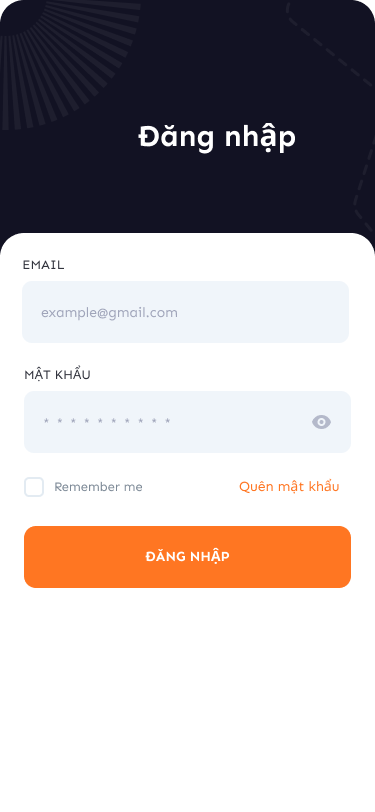 Đăng nhập
EMAIL
example@gmail.com
MẬT KHẨU
* * * * * * * * * *
Remember me
Quên mật khẩu
ĐĂNG NHẬP